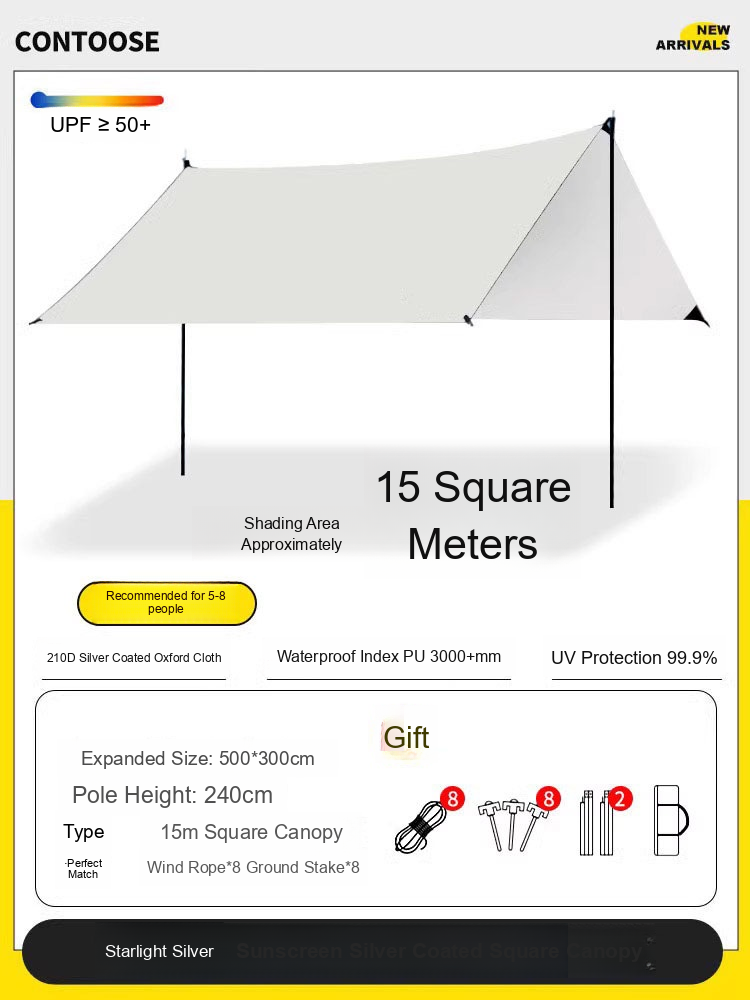 CONTOOSE
NEW
ARRIVALS
UPF ≥ 50+
15 Square
Meters
Shading Area
Approximately
Recommended for 5-8
people
210D Silver Coated Oxford Cloth
Waterproof Index PU 3000+mm
UV Protection 99.9%
Gift
Expanded Size: 500*300cm
Pole Height: 240cm
Type 15m Square Canopy
·Perfect
Match
Wind Rope*8 Ground Stake*8
8
8
2
Starlight Silver Sunscreen Silver Coated Square Canopy